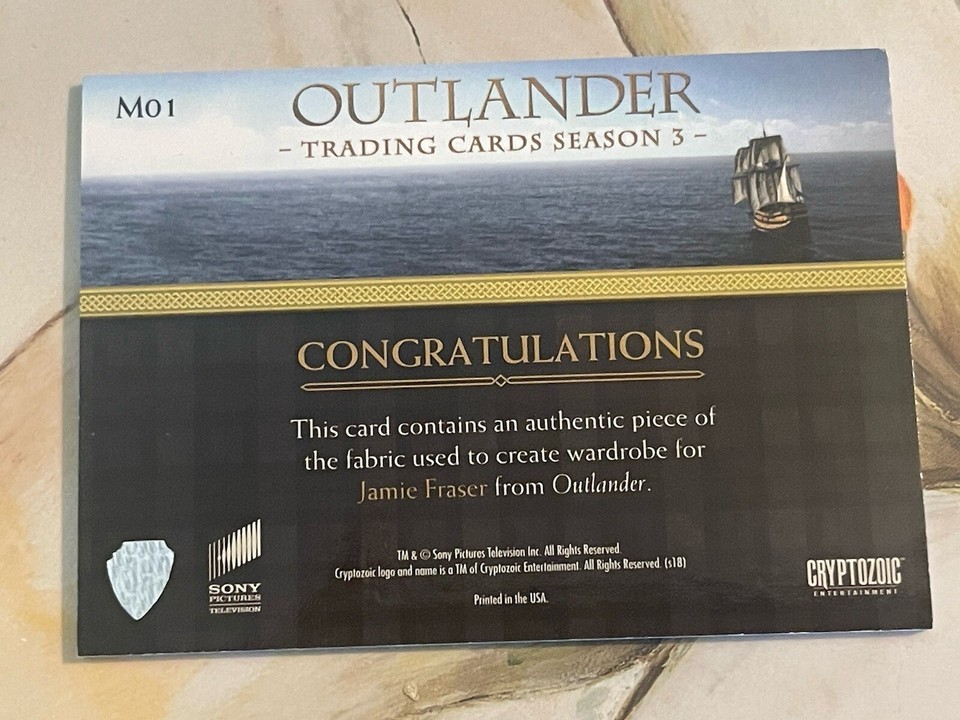 M01
OUTLANDER
- TRADING CARDS SEASON 3 -
CONGRATULATIONS
This card contains an authentic piece of
the fabric used to create wardrobe for
Jamie Fraser from Outlander.
TM & © Sony Pictures Television Inc. All Rights Reserved.
Cryptozoic logo and name is a TM of Cryptozoic Entertainment. All Rights Reserved. (s18)
Printed in the USA.
SONY
PICTURES
TELEVISION
CRYPTOZOIC™
ENTERTAINMENT